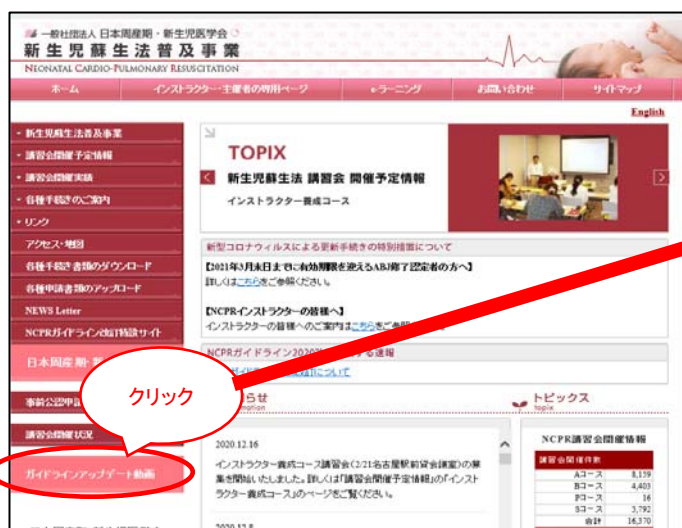 一般社団法人 日本周産期・新生児医学会
新生児蘇生法普及事業
NEONATAL CARDIO-PULMONARY RESUSCITATION
ホーム
インストラクター・主催者の専用ページ
e-ラーニング
お問い合わせ
サイトマップ
English
新生児蘇生法普及事業
講習会開催予定情報
講習会開催実績
各種手続きのご案内
リンク
アクセス・地図
各種手続き書類のダウンロード
各種申請書類のアップロード
NEWS Letter
NCPRガイドライン改訂特設サイト
日本周産期・新
事前公認申請
講習会開催状況
ガイドラインアップデート動画
クリック
TOPIX
新生児蘇生法 講習会 開催予定情報
インストラクター養成コース
新型コロナウィルスによる更新手続きの特別措置について
【2021年3月末日までに有効期限を迎えるABJ修了認定者の方へ】
詳しくはこちらをご参照ください。
【NCPRインストラクターの皆様へ】
インストラクターの皆様へのご案内はこちらをご参照
NCPRガイドライン2020
する速報
について
らせ
2020.12.16
インストラクター養成コース講習会(2/21名古屋駅前貸会議室)の募
集を開始いたしました。詳しくは「講習会開催予定情報」の「インスト
ラクター養成コース」のページをご覧ください。
2020.12.8
トピックス
topix
NCPR講習会開催情報
講習会開催件数
Aコース 8,159
Bコース 4,403
Pコース 16
Sコース 3,792
合計 16,370